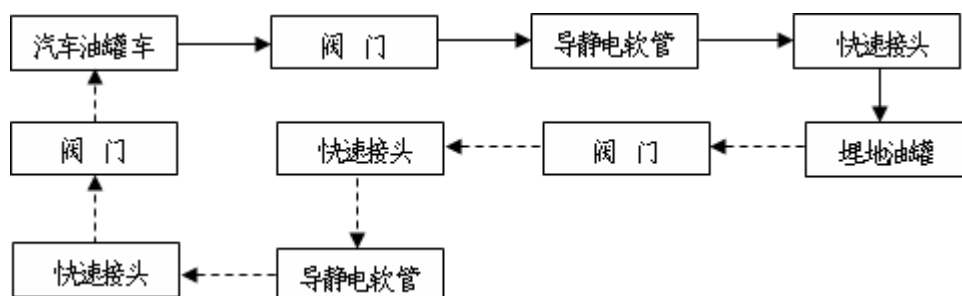 汽车油罐车
阀 门
导静电软管
快速接头
阀 门
快速接头
阀 门
埋地油罐
快速接头
导静电软管